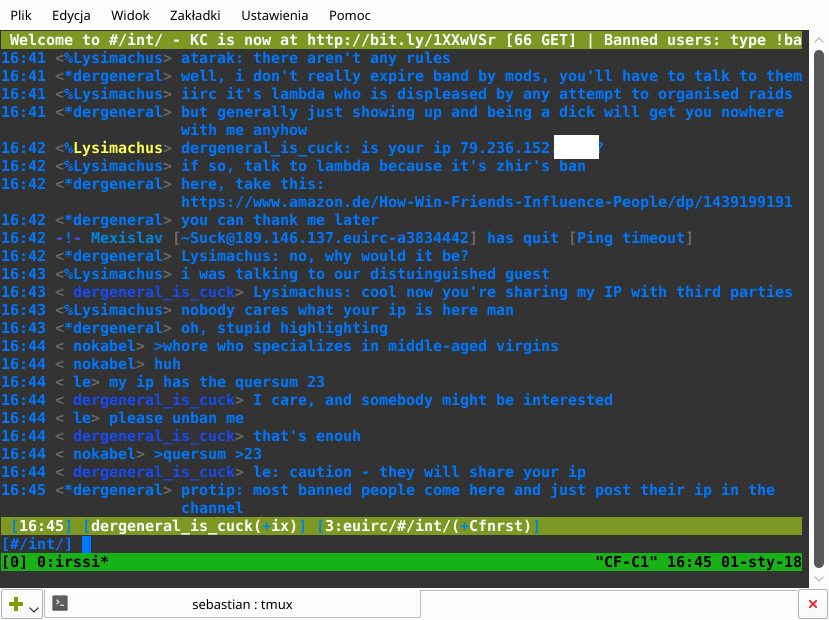 Plik Edycja Widok Zakładki Ustawienia Pomoc
Welcome to #/int/ - KC is now at http://bit.ly/1XXwVSr [66 GET] | Banned users: type !ba
16:41 <%Lysimachus> atarak: there aren't any rules
16:41 <*dergeneral> well, i don't really expire band by mods, you'll have to talk to them
16:41 <%Lysimachus> iirc it's lambda who is displeased by any attempt to organised raids
16:41 <*dergeneral> but generally just showing up and being a dick will get you nowhere
with me anyhow
16:42 <%Lysimachus> dergeneral_is_cuck: is your ip 79.236.152 ?
16:42 <%Lysimachus> if so, talk to lambda because it's zhir's ban
16:42 <*dergeneral> here, take this:
https://www.amazon.de/How-Win-Friends-Influence-People/dp/1439199191
16:42 <*dergeneral> you can thank me later
16:42 -!- Mexislav [~Suck@189.146.137.euirc-a3834442] has quit [Ping timeout]
16:42 <*dergeneral> Lysimachus: no, why would it be?
16:43 <%Lysimachus> i was talking to our distuinguished guest
16:43 < dergeneral_is_cuck> Lysimachus: cool now you're sharing my IP with third parties
16:43 <%Lysimachus> nobody cares what your ip is here man
16:43 <*dergeneral> oh, stupid highlighting
16:44 < nokabel> >whore who specializes in middle-aged virgins
16:44 < nokabel> huh
16:44 < le> my ip has the quersum 23
16:44 < dergeneral_is_cuck> I care, and somebody might be interested
16:44 < le> please unban me
16:44 < dergeneral_is_cuck> that's enouh
16:44 < nokabel> >quersum >23
16:44 < dergeneral_is_cuck> le: caution - they will share your ip
16:45 <*dergeneral> protip: most banned people come here and just post their ip in the
channel
[16:45] [dergeneral_is_cuck(+ix)] [3:euirc/#/int/(+Cfnrst)]
[#/int/]
[0] 0:irssi* "CF-C1" 16:45 01-sty-18
sebastian : tmux